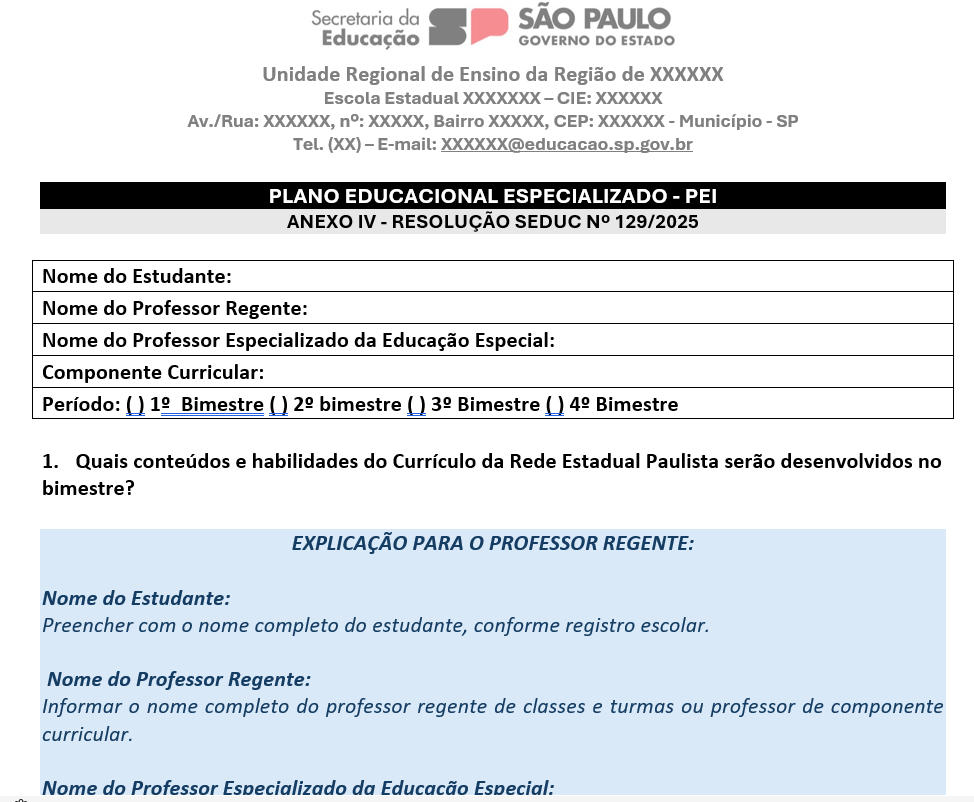 Secretaria da
Educação
SÃO PAULO
GOVERNO DO ESTADO
Unidade Regional de Ensino da Região de XXXXXX
Escola Estadual XXXXXXX – CIE: XXXXXX
Av./Rua: XXXXXX, nº: XXXXX, Bairro XXXXX, CEP: XXXXXX - Município - SP
Tel. (XX) – E-mail: XXXXXX@educacao.sp.gov.br
PLANO EDUCACIONAL ESPECIALIZADO - PEI
ANEXO IV - RESOLUÇÃO SEDUC Nº 129/2025
Nome do Estudante:
Nome do Professor Regente:
Nome do Professor Especializado da Educação Especial:
Componente Curricular:
Período: ( ) 1º  Bimestre ( ) 2º bimestre ( ) 3º Bimestre ( ) 4º Bimestre
1. Quais conteúdos e habilidades do Currículo da Rede Estadual Paulista serão desenvolvidos no
bimestre?
EXPLICAÇÃO PARA O PROFESSOR REGENTE:
Nome do Estudante:
Preencher com o nome completo do estudante, conforme registro escolar.
Nome do Professor Regente:
Informar o nome completo do professor regente de classes e turmas ou professor de componente
curricular.
Nome do Professor Especializado da Educação Especial: